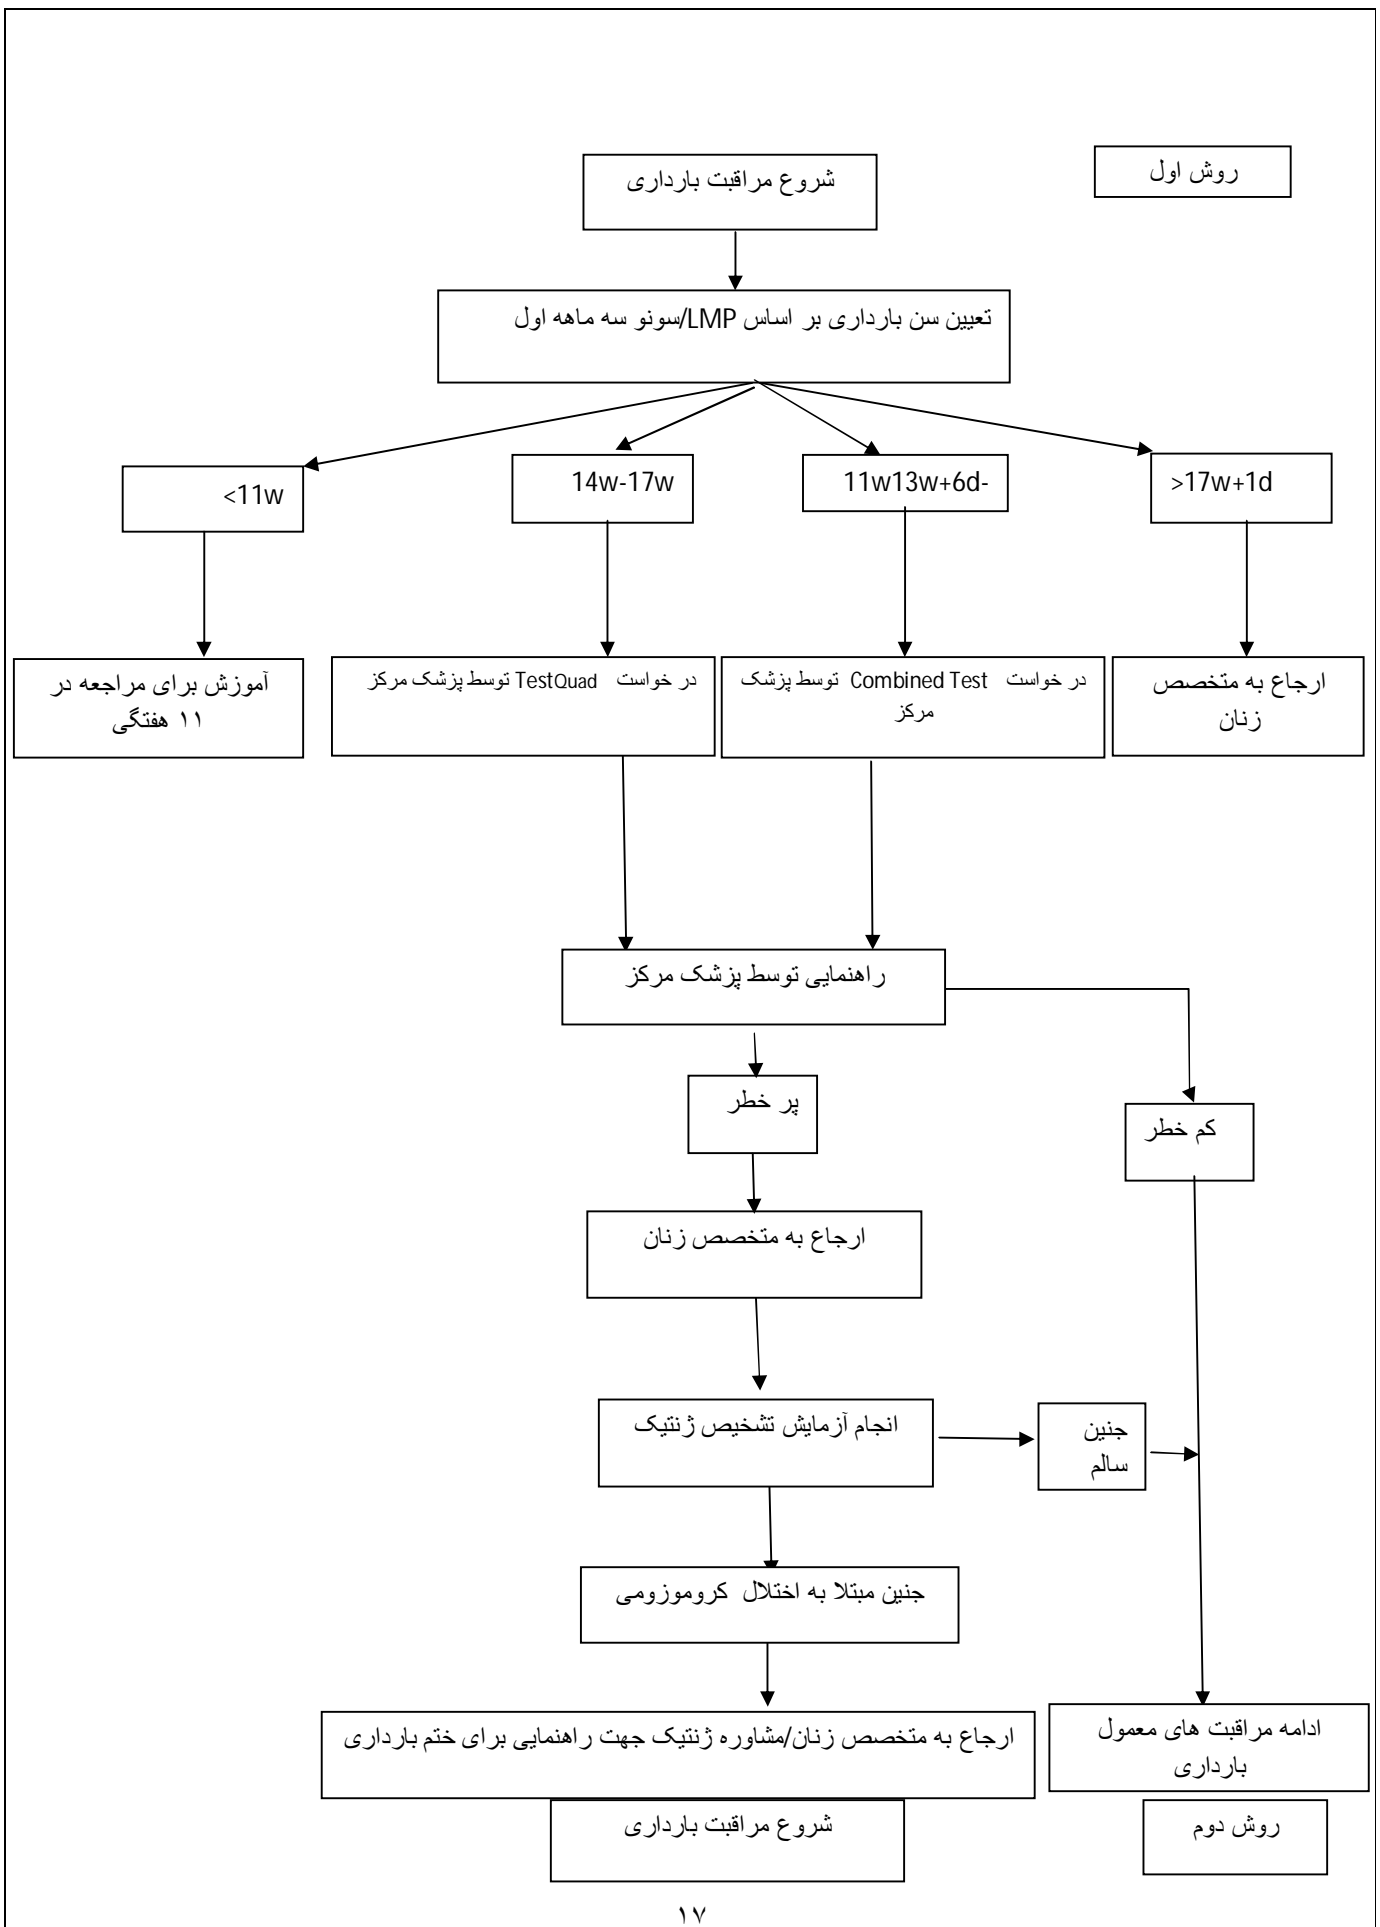 روش اول
شروع مراقبت بارداری
تعیین سن بارداری بر اساس LMP/سونو سه ماهه اول
>17w+1d
11w13w+6d-
14w-17w
<11w
ارجاع به متخصص
زنان
در خواست Combined Test توسط پزشک
مرکز
در خواست TestQuad توسط پزشک مرکز
آموزش برای مراجعه در
۱۱ هفتگی
راهنمایی توسط پزشک مرکز
پر خطر
کم خطر
ارجاع به متخصص زنان
انجام آزمایش تشخیص ژنتیک
جنین
سالم
جنین مبتلا به اختلال کروموزومی
ادامه مراقبت های معمول
بارداری
ارجاع به متخصص زنان/مشاوره ژنتیک جهت راهنمایی برای ختم بارداری
روش دوم
شروع مراقبت بارداری
۱۷